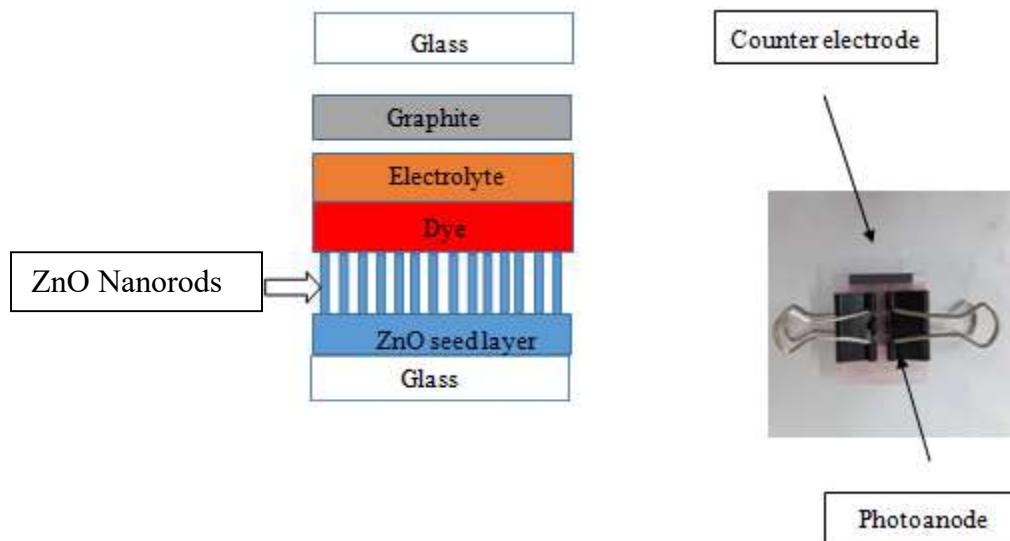 Glass
Counter electrode
Graphite
Electrolyte
Dye
ZnO Nanorods
ZnO seed layer
Glass
Photoanode